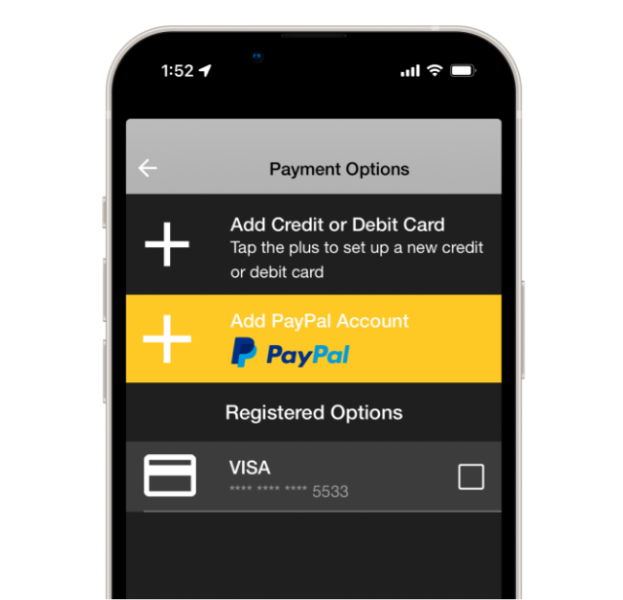 1:52
Payment Options
Add Credit or Debit Card
Tap the plus to set up a new credit
or debit card
Add PayPal Account
PayPal
Registered Options
VISA
**** **** **** 5533